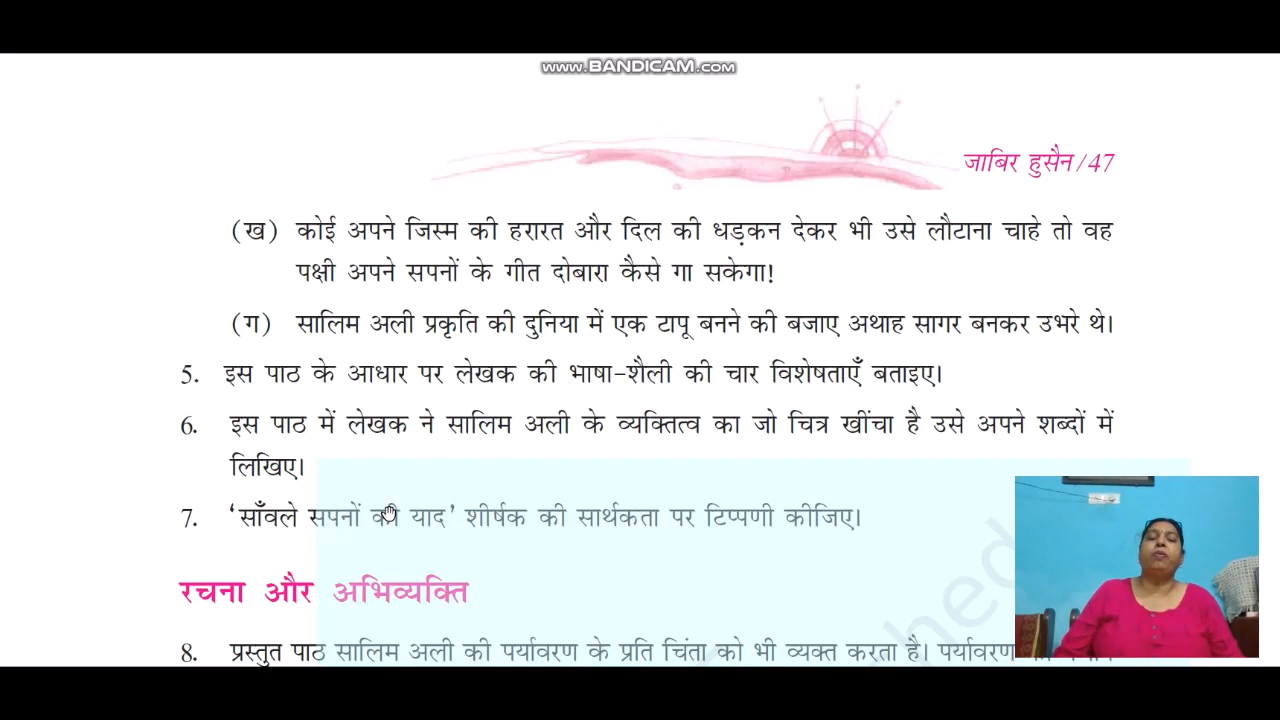 www.BANDICAM.com
जाबिर हुसैन/47
(ख) कोई अपने जिस्म की हरारत और दिल की धड़कन देकर भी उसे लौटाना चाहे तो वह
पक्षी अपने सपनों के गीत दोबारा कैसे गा सकेगा!
(ग) सालिम अली प्रकृति की दुनिया में एक टापू बनने की बजाए अथाह सागर बनकर उभरे थे।
5. इस पाठ के आधार पर लेखक की भाषा-शैली की चार विशेषताएँ बताइए।
6. इस पाठ में लेखक ने सालिम अली के व्यक्तित्व का जो चित्र खींचा है उसे अपने शब्दों में
लिखिए।
7. 'साँवले सपनों की याद' शीर्षक की सार्थकता पर टिप्पणी कीजिए।
रचना और अभिव्यक्ति
8. प्रस्तुत पाठ सालिम अली की पर्यावरण के प्रति चिंता को भी व्यक्त करता है। पर्यावरण